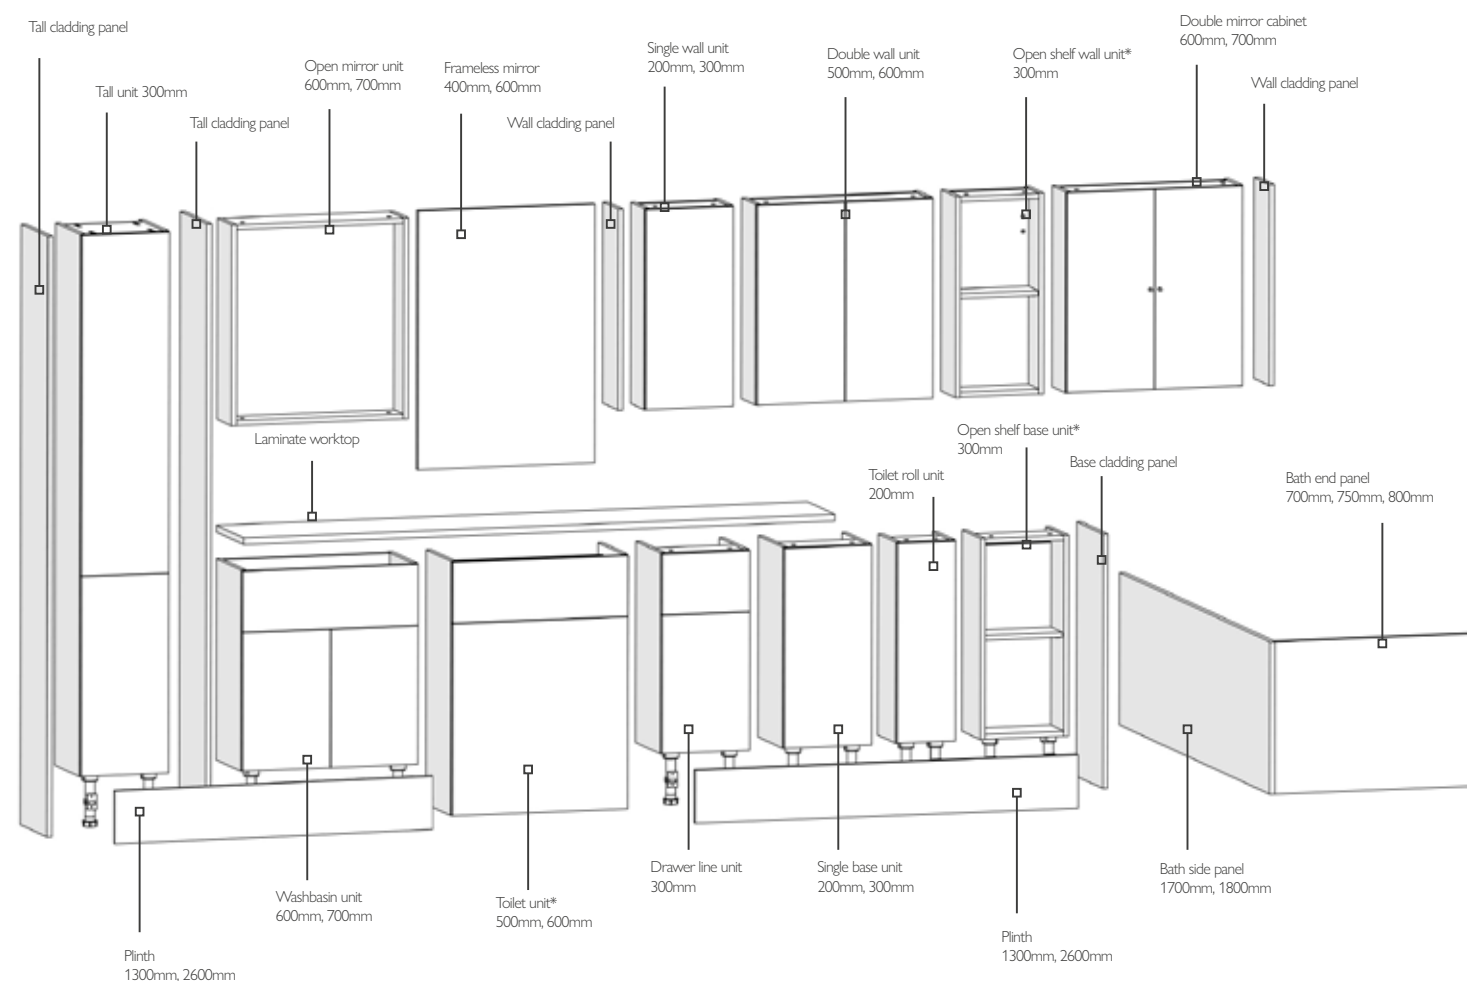 Tall cladding panel
Tall unit 300mm
Tall cladding panel
Open mirror unit
600mm, 700mm
Frameless mirror
400mm, 600mm
Wall cladding panel
Single wall unit
200mm, 300mm
Double wall unit
500mm, 600mm
Open shelf wall unit*
300mm
Double mirror cabinet
600mm, 700mm
Wall cladding panel
Laminate worktop
Toilet roll unit
200mm
Open shelf base unit*
300mm
Base cladding panel
Bath end panel
700mm, 750mm, 800mm
Plinth
1300mm, 2600mm
Washbasin unit
600mm, 700mm
Toilet unit*
500mm, 600mm
Drawer line unit
300mm
Single base unit
200mm, 300mm
Plinth
1300mm, 2600mm
Bath side panel
1700mm, 1800mm